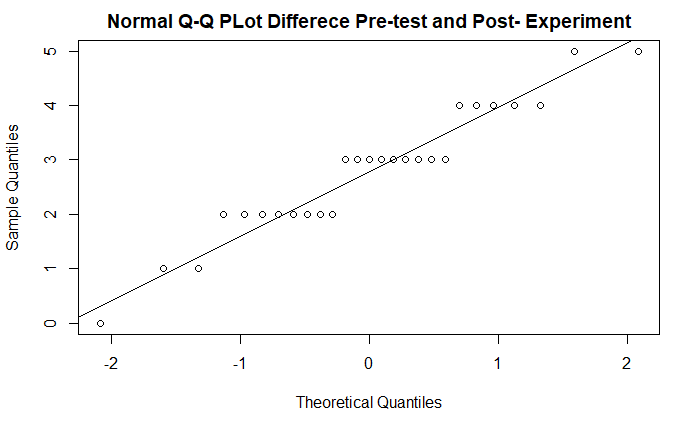 Normal Q-Q PLot Differece Pre-test and Post- Experiment
Sample Quantiles
5
4
3
2
1
0
-2 -1 0 1 2
Theoretical Quantiles